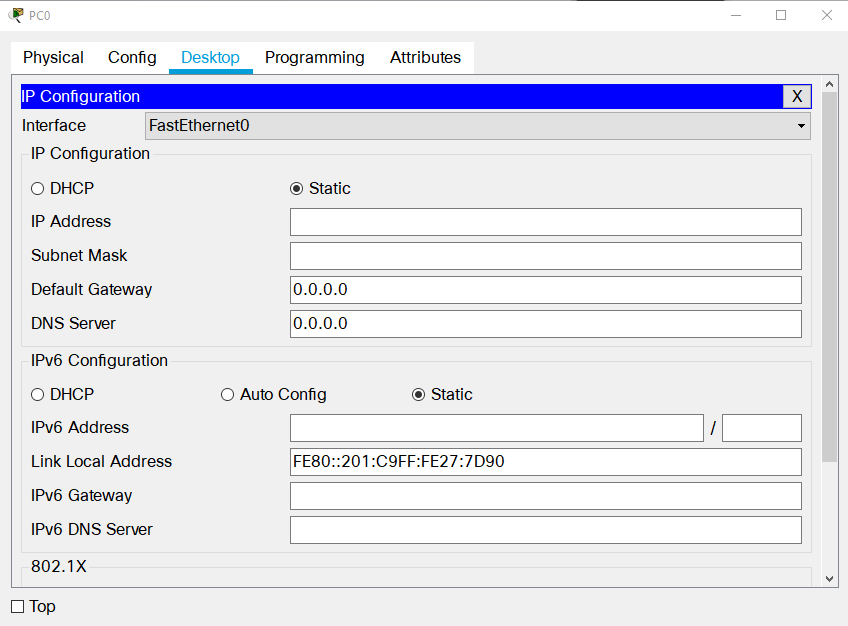 PC0
Physical Config Desktop Programming Attributes
IP Configuration X
Interface FastEthernet0
IP Configuration
DHCP Static
IP Address
Subnet Mask
Default Gateway 0.0.0.0
DNS Server 0.0.0.0
IPv6 Configuration
DHCP Auto Config Static
IPv6 Address /
Link Local Address FE80::201:C9FF:FE27:7D90
IPv6 Gateway
IPv6 DNS Server
802.1X
Top